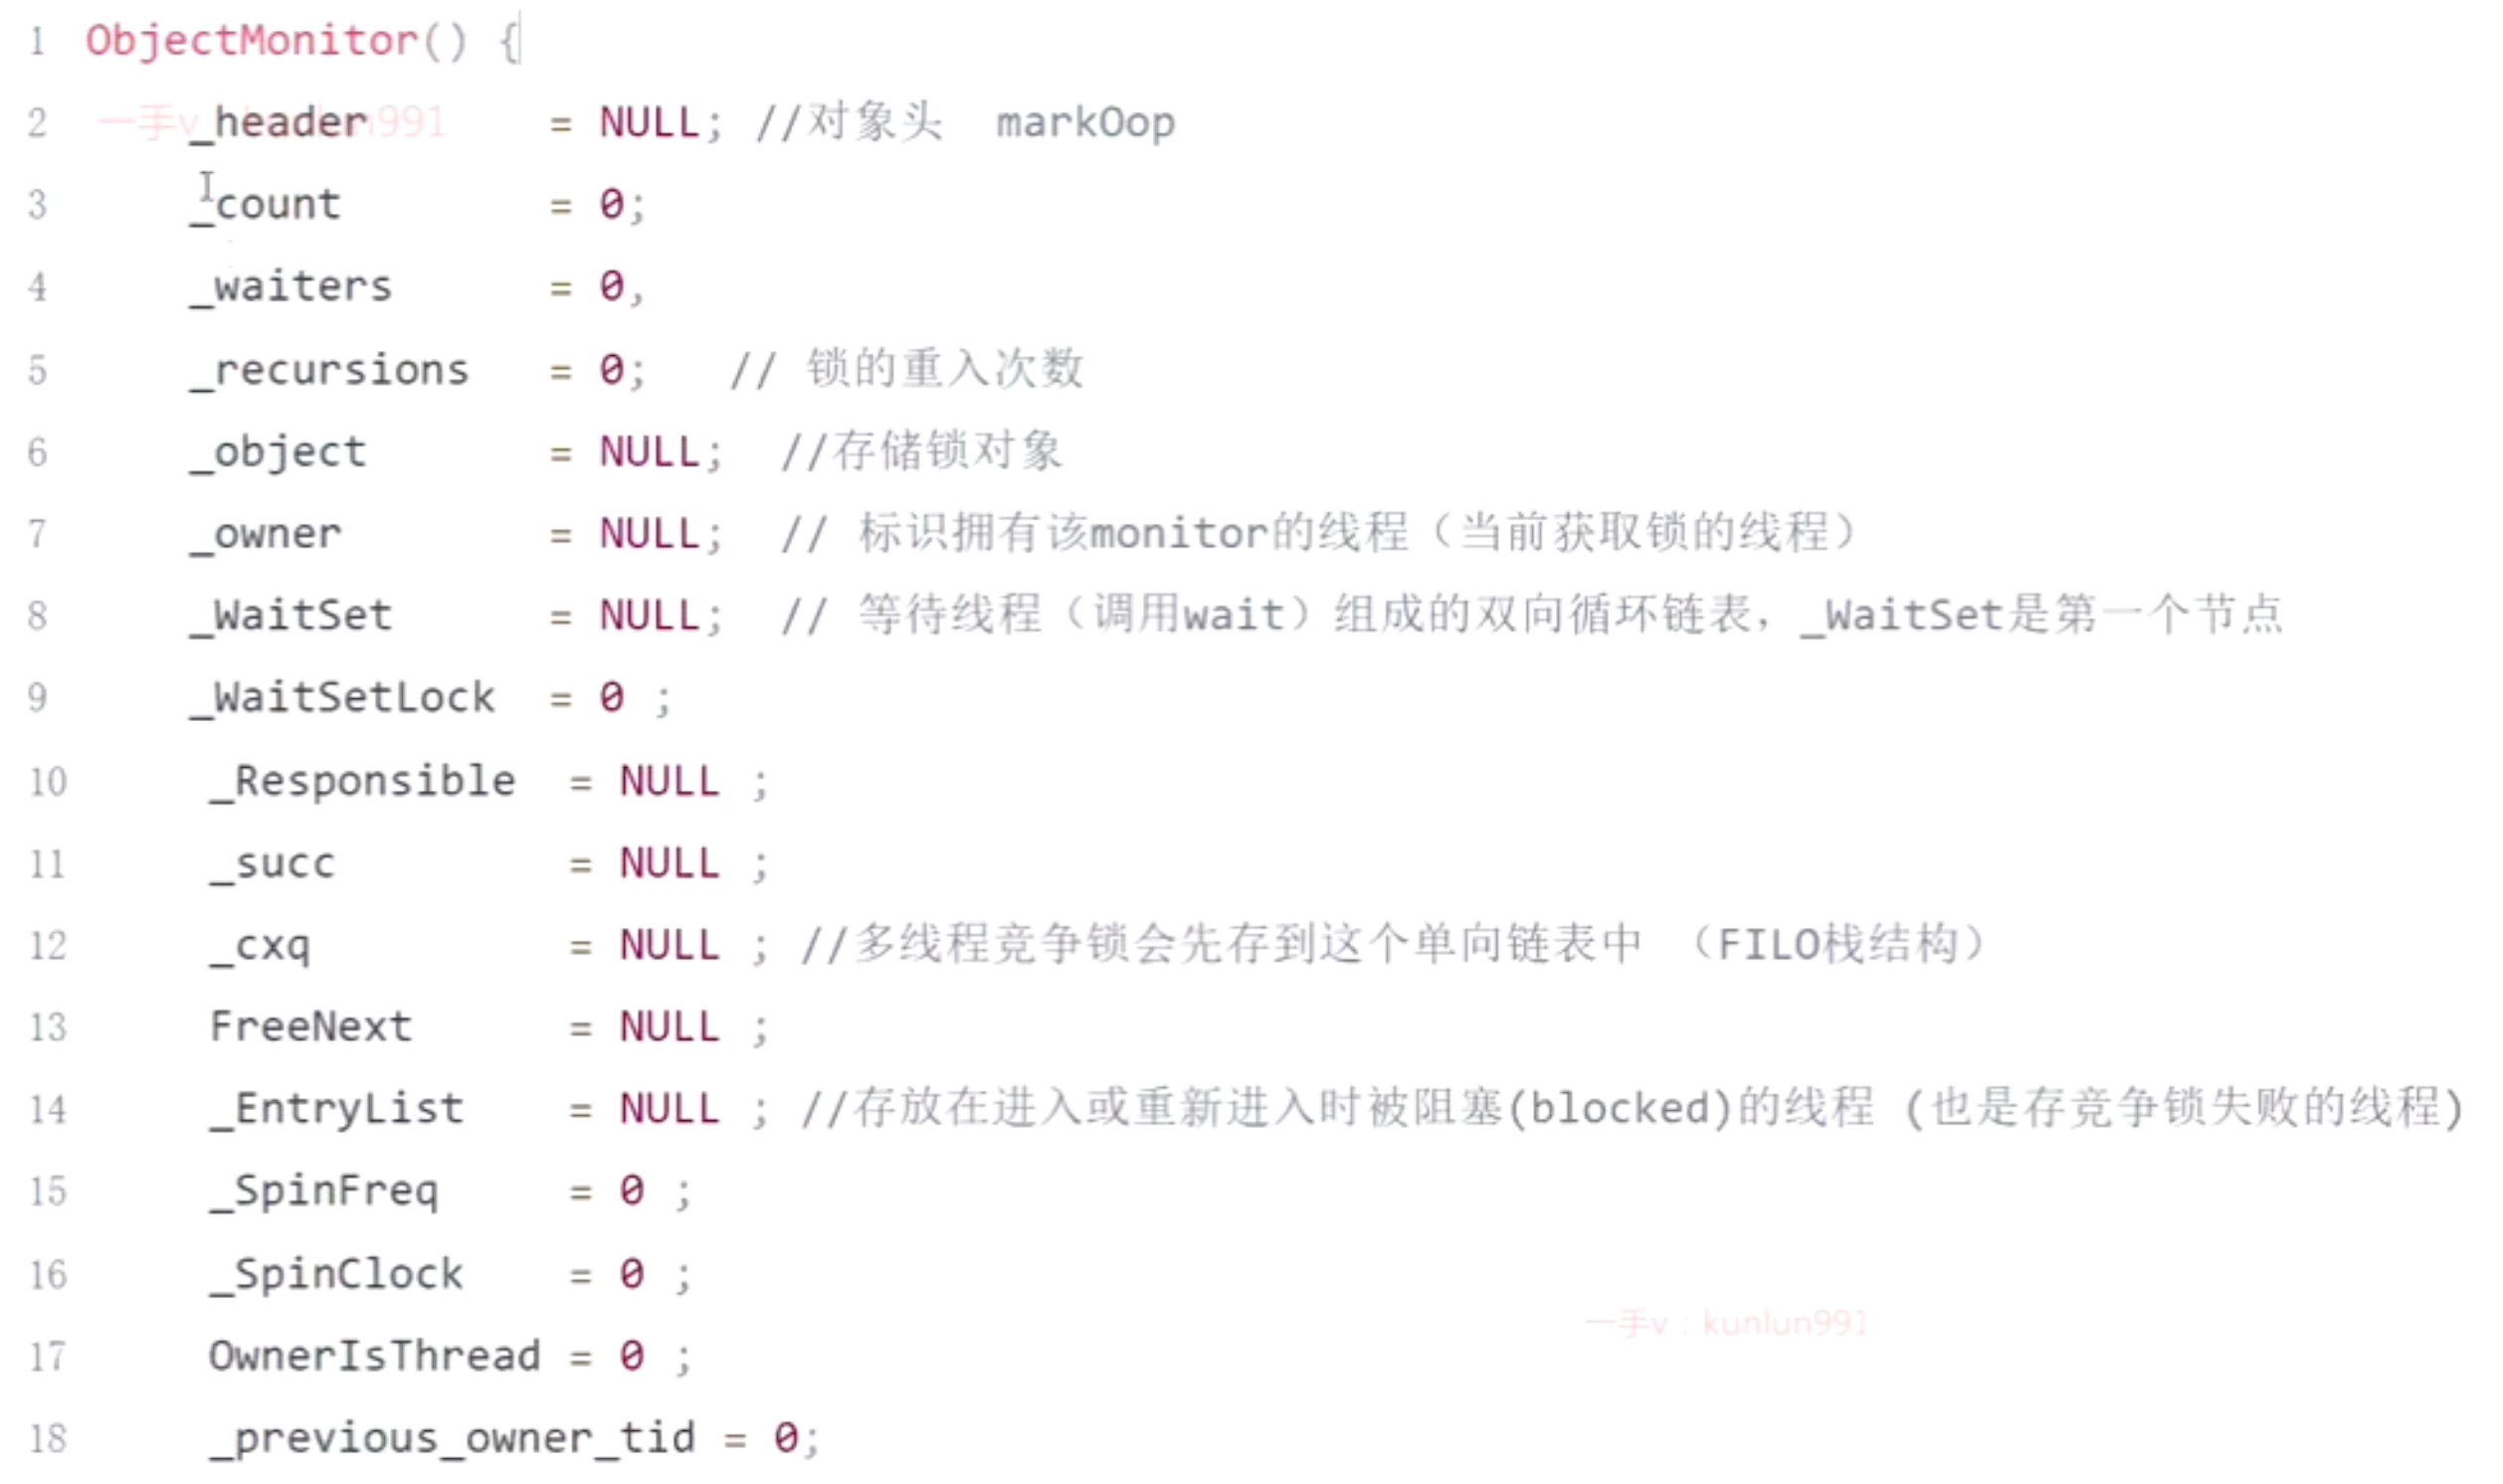 1 ObjectMonitor() {
一手v
2 _header = NULL; //对象头 markOop
3 _count = 0;
4 _waiters = 0,
5 _recursions = 0; // 锁的重入次数
6 _object = NULL; //存储锁对象
7 _owner = NULL; // 标识拥有该monitor的线程（当前获取锁的线程）
8 _WaitSet = NULL; // 等待线程（调用wait）组成的双向循环链表，_WaitSet是第一个节点
9 _WaitSetLock = 0 ;
10 _Responsible = NULL ;
11 _succ = NULL ;
12 _cxq = NULL ; //多线程竞争锁会先存到这个单向链表中 （FILO栈结构）
13 FreeNext = NULL ;
14 _EntryList = NULL ; //存放在进入或重新进入时被阻塞(blocked)的线程 (也是存竞争锁失败的线程)
15 _SpinFreq = 0 ;
16 _SpinClock = 0 ;
一手v：kunlun991
17 OwnerIsThread = 0 ;
18 _previous_owner_tid = 0;